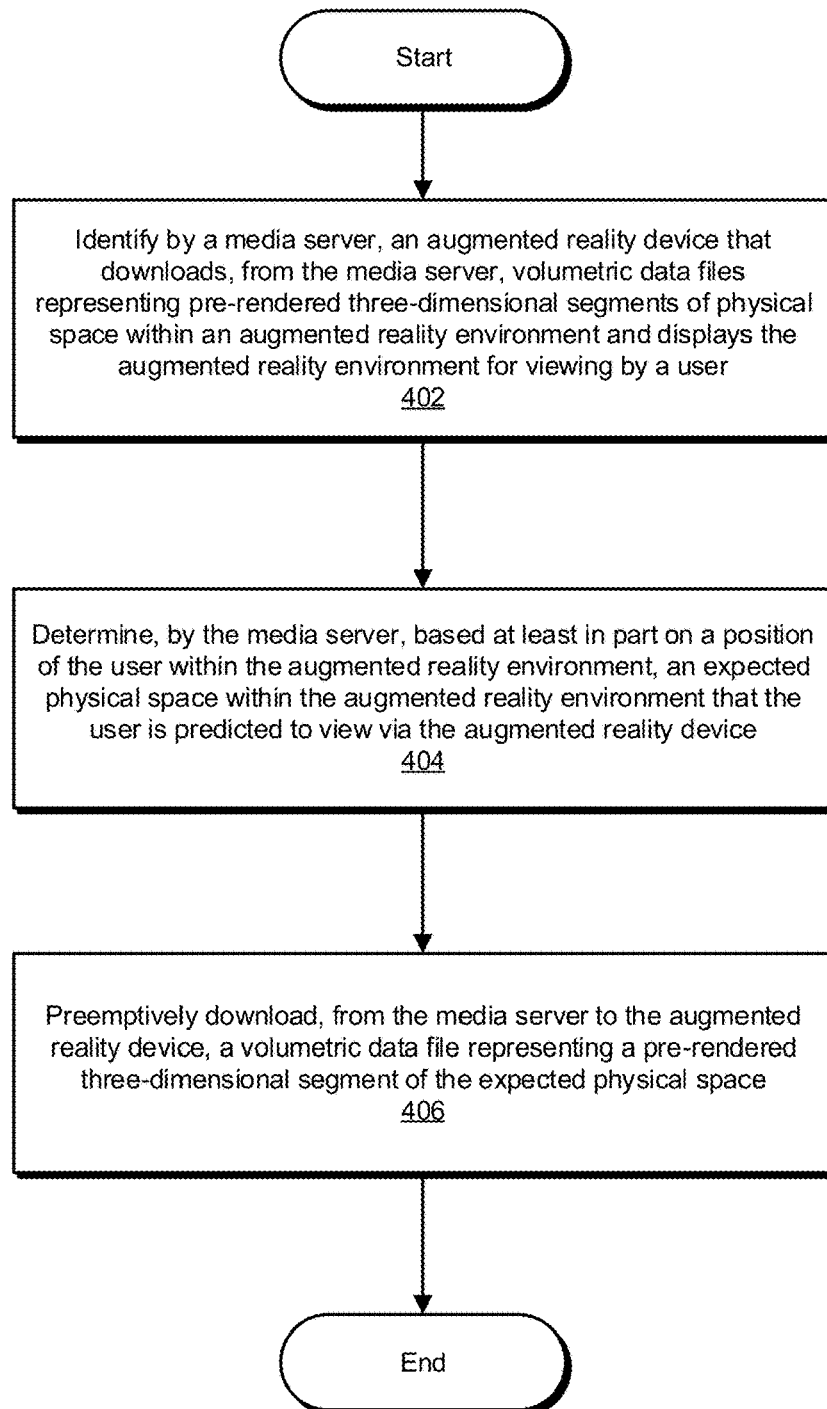 Start
Identify by a media server, an augmented reality device that
downloads, from the media server, volumetric data files
representing pre-rendered three-dimensional segments of physical
space within an augmented reality environment and displays the
augmented reality environment for viewing by a user
402
Determine, by the media server, based at least in part on a position
of the user within the augmented reality environment, an expected
physical space within the augmented reality environment that the
user is predicted to view via the augmented reality device
404
Preemptively download, from the media server to the augmented
reality device, a volumetric data file representing a pre-rendered
three-dimensional segment of the expected physical space
406
End